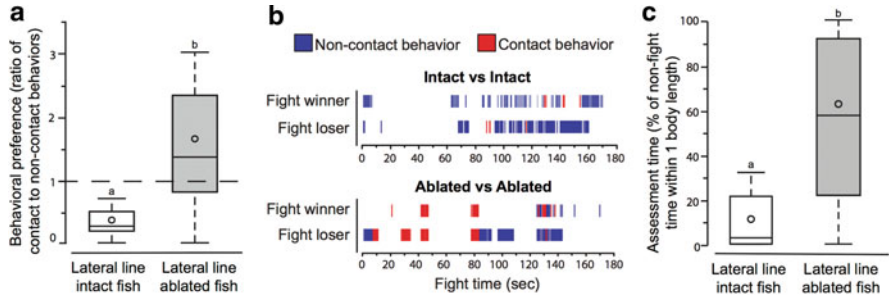 a
Behavioral preference (ratio of
contact to non-contact behaviors)
3
2
1
0
a
b
Lateral line
intact fish
Lateral line
ablated fish
b
Non-contact behavior
Contact behavior
Intact vs Intact
Fight winner
Fight loser
0 20 40 60 80 100 120 140 160 180
Ablated vs Ablated
Fight winner
Fight loser
0 20 40 60 80 100 120 140 160 180
Fight time (sec)
c
Assessment time (% of non-fight
time within 1 body length)
100
80
60
40
20
0
a
b
Lateral line
intact fish
Lateral line
ablated fish